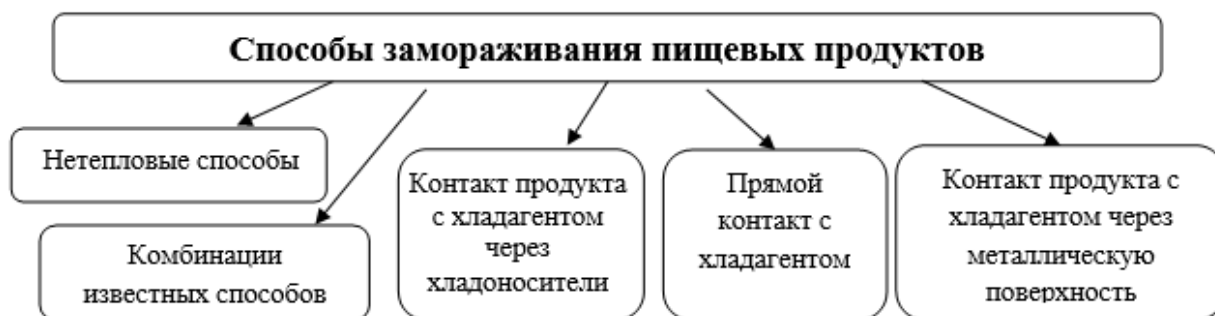 Способы замораживания пищевых продуктов
Нетепловые способы
Комбинации
известных способов
Контакт продукта
с хладагентом
через
хладоносители
Прямой
контакт с
хладагентом
Контакт продукта с
хладагентом через
металлическую
поверхность